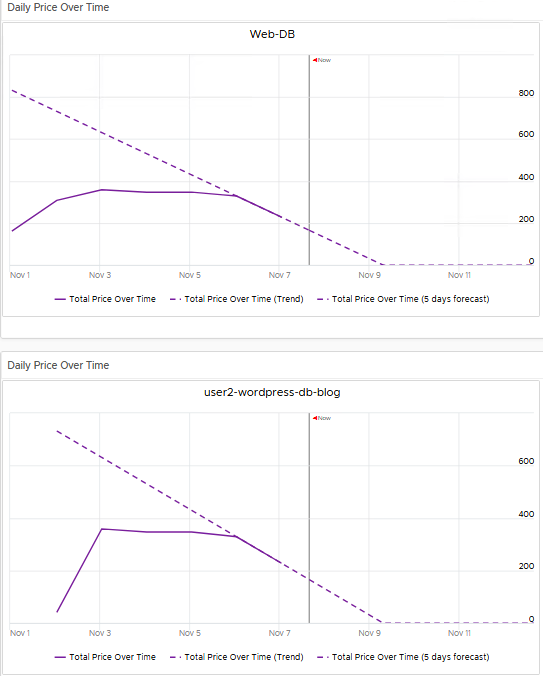 Daily Price Over Time
Web-DB
Now
800
600
400
200
0
Nov 1 Nov 3 Nov 5 Nov 7 Nov 9 Nov 11
Total Price Over Time Total Price Over Time (Trend) Total Price Over Time (5 days forecast)
Daily Price Over Time
user2-wordpress-db-blog
Now
600
400
200
0
Nov 1 Nov 3 Nov 5 Nov 7 Nov 9 Nov 11
Total Price Over Time Total Price Over Time (Trend) Total Price Over Time (5 days forecast)